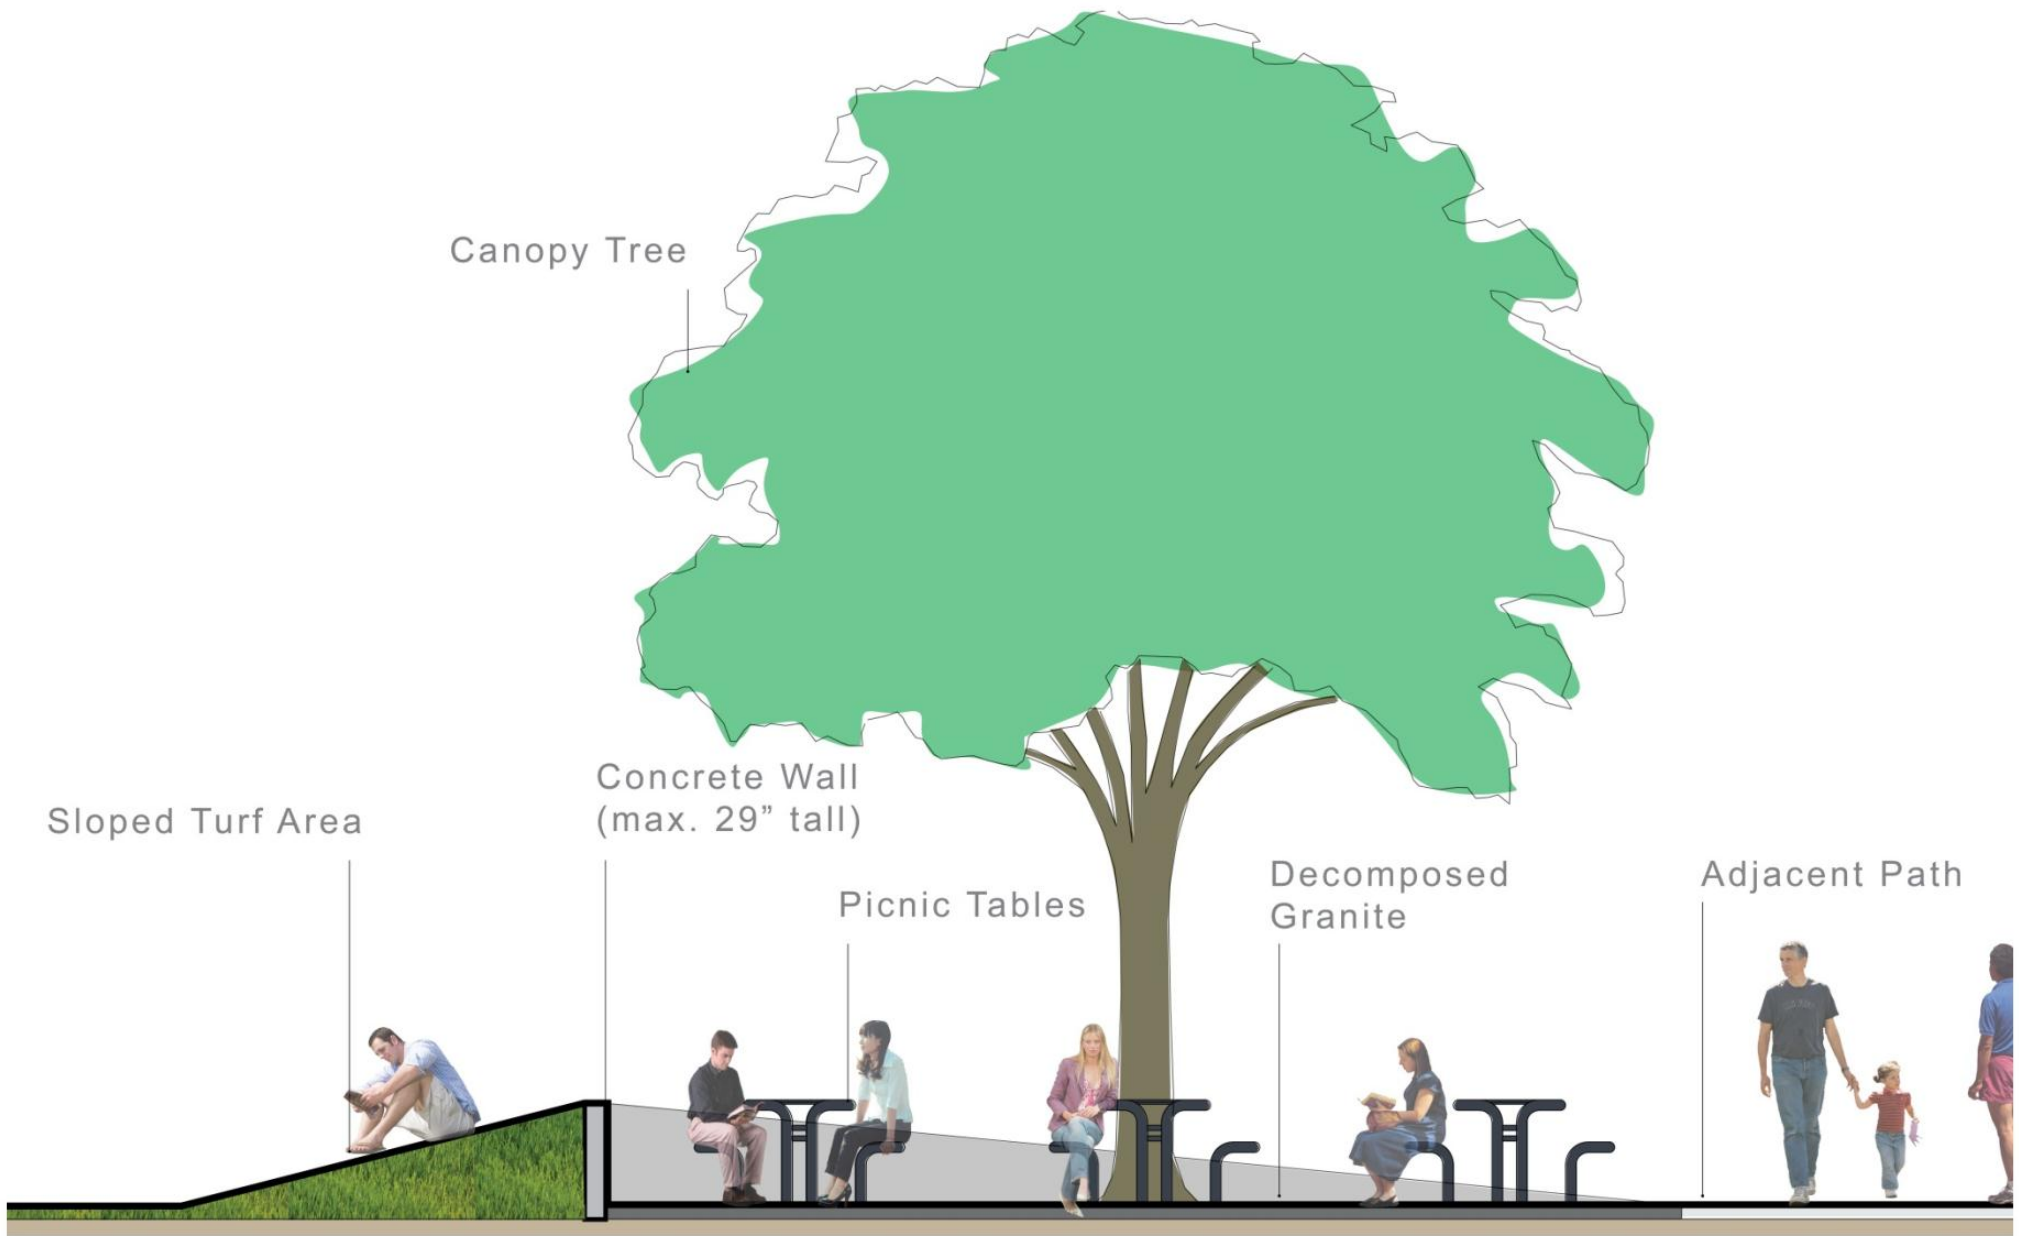 Canopy Tree
Concrete Wall
(max. 29” tall)
Sloped Turf Area
Picnic Tables
Decomposed
Granite
Adjacent Path